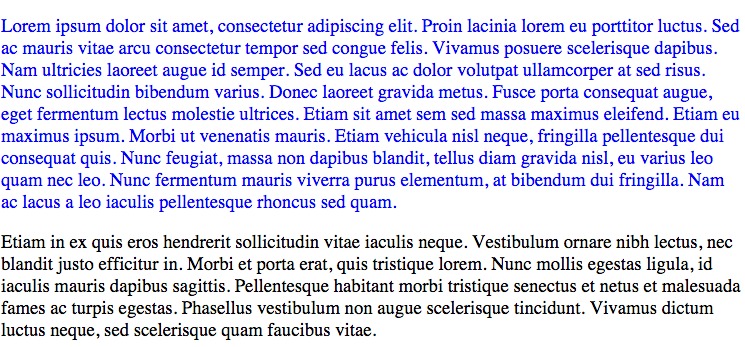 Lorem ipsum dolor sit amet, consectetur adipiscing elit. Proin lacinia lorem eu porttitor luctus. Sed
ac mauris vitae arcu consectetur tempor sed congue felis. Vivamus posuere scelerisque dapibus.
Nam ultricies laoreet augue id semper. Sed eu lacus ac dolor volutpat ullamcorper at sed risus.
Nunc sollicitudin bibendum varius. Donec laoreet gravida metus. Fusce porta consequat augue,
eget fermentum lectus molestie ultrices. Etiam sit amet sem sed massa maximus eleifend. Etiam eu
maximus ipsum. Morbi ut venenatis mauris. Etiam vehicula nisl neque, fringilla pellentesque dui
consequat quis. Nunc feugiat, massa non dapibus blandit, tellus diam gravida nisl, eu varius leo
quam nec leo. Nunc fermentum mauris viverra purus elementum, at bibendum dui fringilla. Nam
ac lacus a leo iaculis pellentesque rhoncus sed quam.
Etiam in ex quis eros hendrerit sollicitudin vitae iaculis neque. Vestibulum ornare nibh lectus, nec
blandit justo efficitur in. Morbi et porta erat, quis tristique lorem. Nunc mollis egestas ligula, id
iaculis mauris dapibus sagittis. Pellentesque habitant morbi tristique senectus et netus et malesuada
fames ac turpis egestas. Phasellus vestibulum non augue scelerisque tincidunt. Vivamus dictum
luctus neque, sed scelerisque quam faucibus vitae.